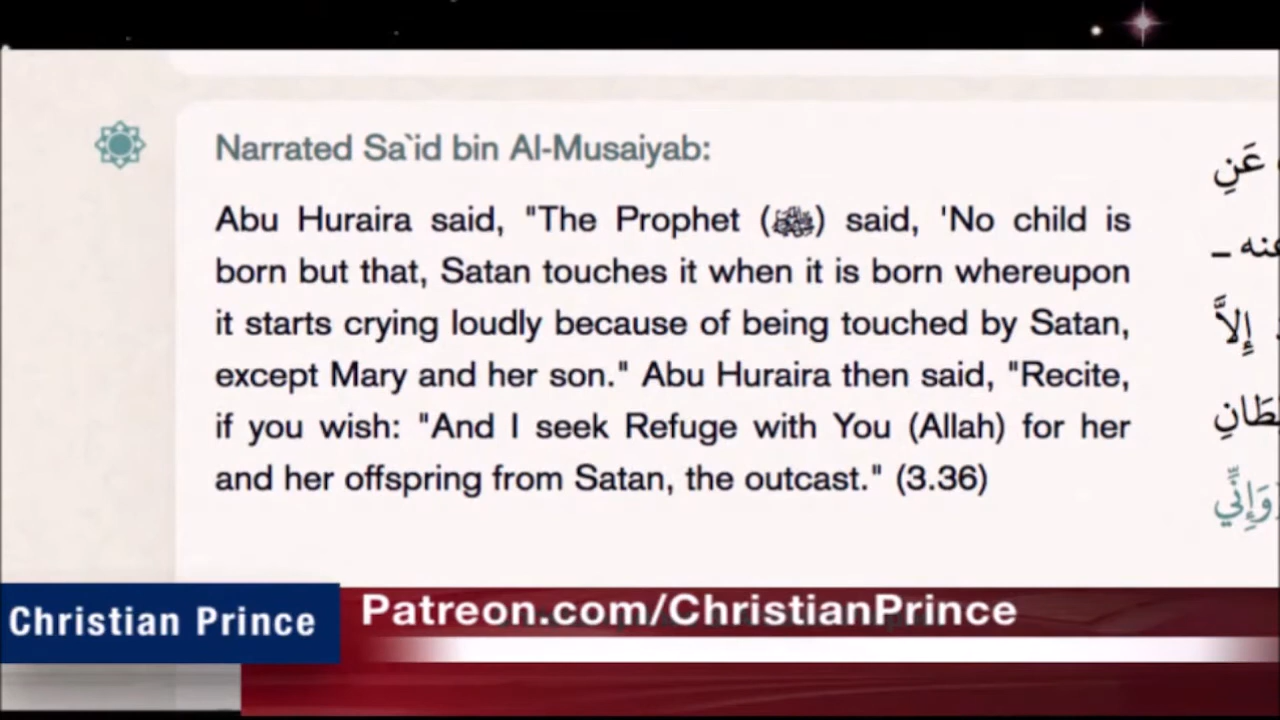 Narrated Sa`id bin Al-Musaiyab:
Abu Huraira said, "The Prophet (ﷺ) said, 'No child is
born but that, Satan touches it when it is born whereupon
it starts crying loudly because of being touched by Satan,
except Mary and her son." Abu Huraira then said, "Recite,
if you wish: "And I seek Refuge with You (Allah) for her
and her offspring from Satan, the outcast." (3.36)
عَنِ
عنه ـ
إِلاَّ
وَإِنِّي
Christian Prince
Patreon.com/ChristianPrince